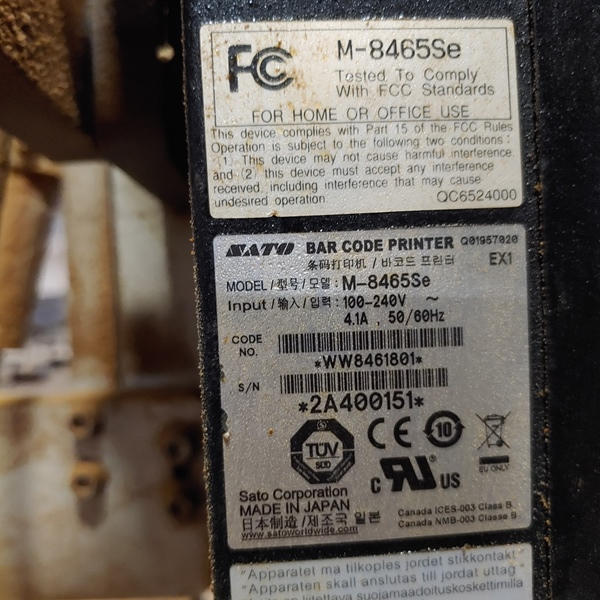 FC
M-8465Se
Tested To Comply
With FCC Standards
FOR HOME OR OFFICE USE
This device complies with Part 15 of the FCC Rules
Operation is subject to the following two conditions :
(1) This device may not cause harmful interference.
and (2) this device must accept any interference
received, including interference that may cause
undesired operation.
QC6524000
SATO BAR CODE PRINTER Q01957020
条码打印机 / 바코드 프린터 EX1
MODEL / 型号 / 모델 : M-8465Se
Input / 输入 / 입력 : 100-240V ~
4.1A , 50/60Hz
CODE
NO.
*WW8461801*
S/N
*2A400151*
TÜV
SÜD
CE
10
EU ONLY
c RU ® US
Sato Corporation
MADE IN JAPAN
日本制造 /제조국 일본
www.satoworldwide.com
Canada ICES-003 Class B
Canada NMB-003 Classe B
"Apparatet må tilkoples jordet stikkontakt"
"Apparaten skall anslutas till jordat uttag"
liitettävä suojamaadoituskoskettimilla